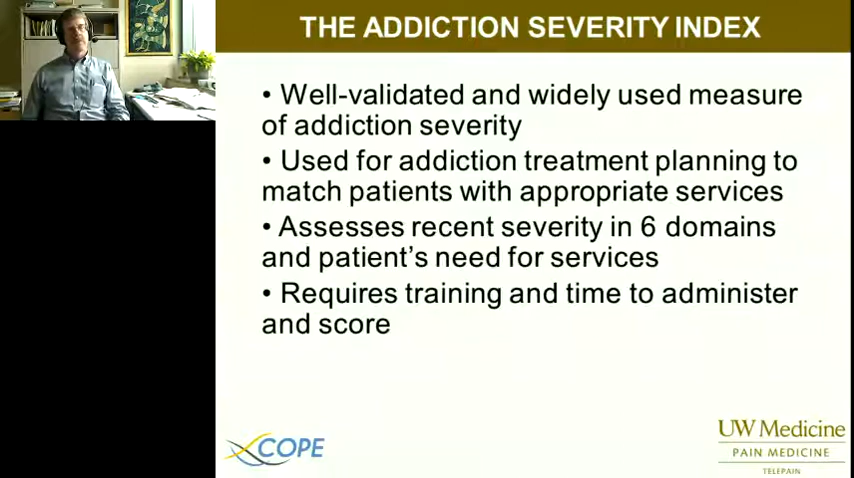 THE ADDICTION SEVERITY INDEX
• Well-validated and widely used measure
of addiction severity
• Used for addiction treatment planning to
match patients with appropriate services
• Assesses recent severity in 6 domains
and patient's need for services
• Requires training and time to administer
and score
COPE
UW Medicine
PAIN MEDICINE
TELEPAIN